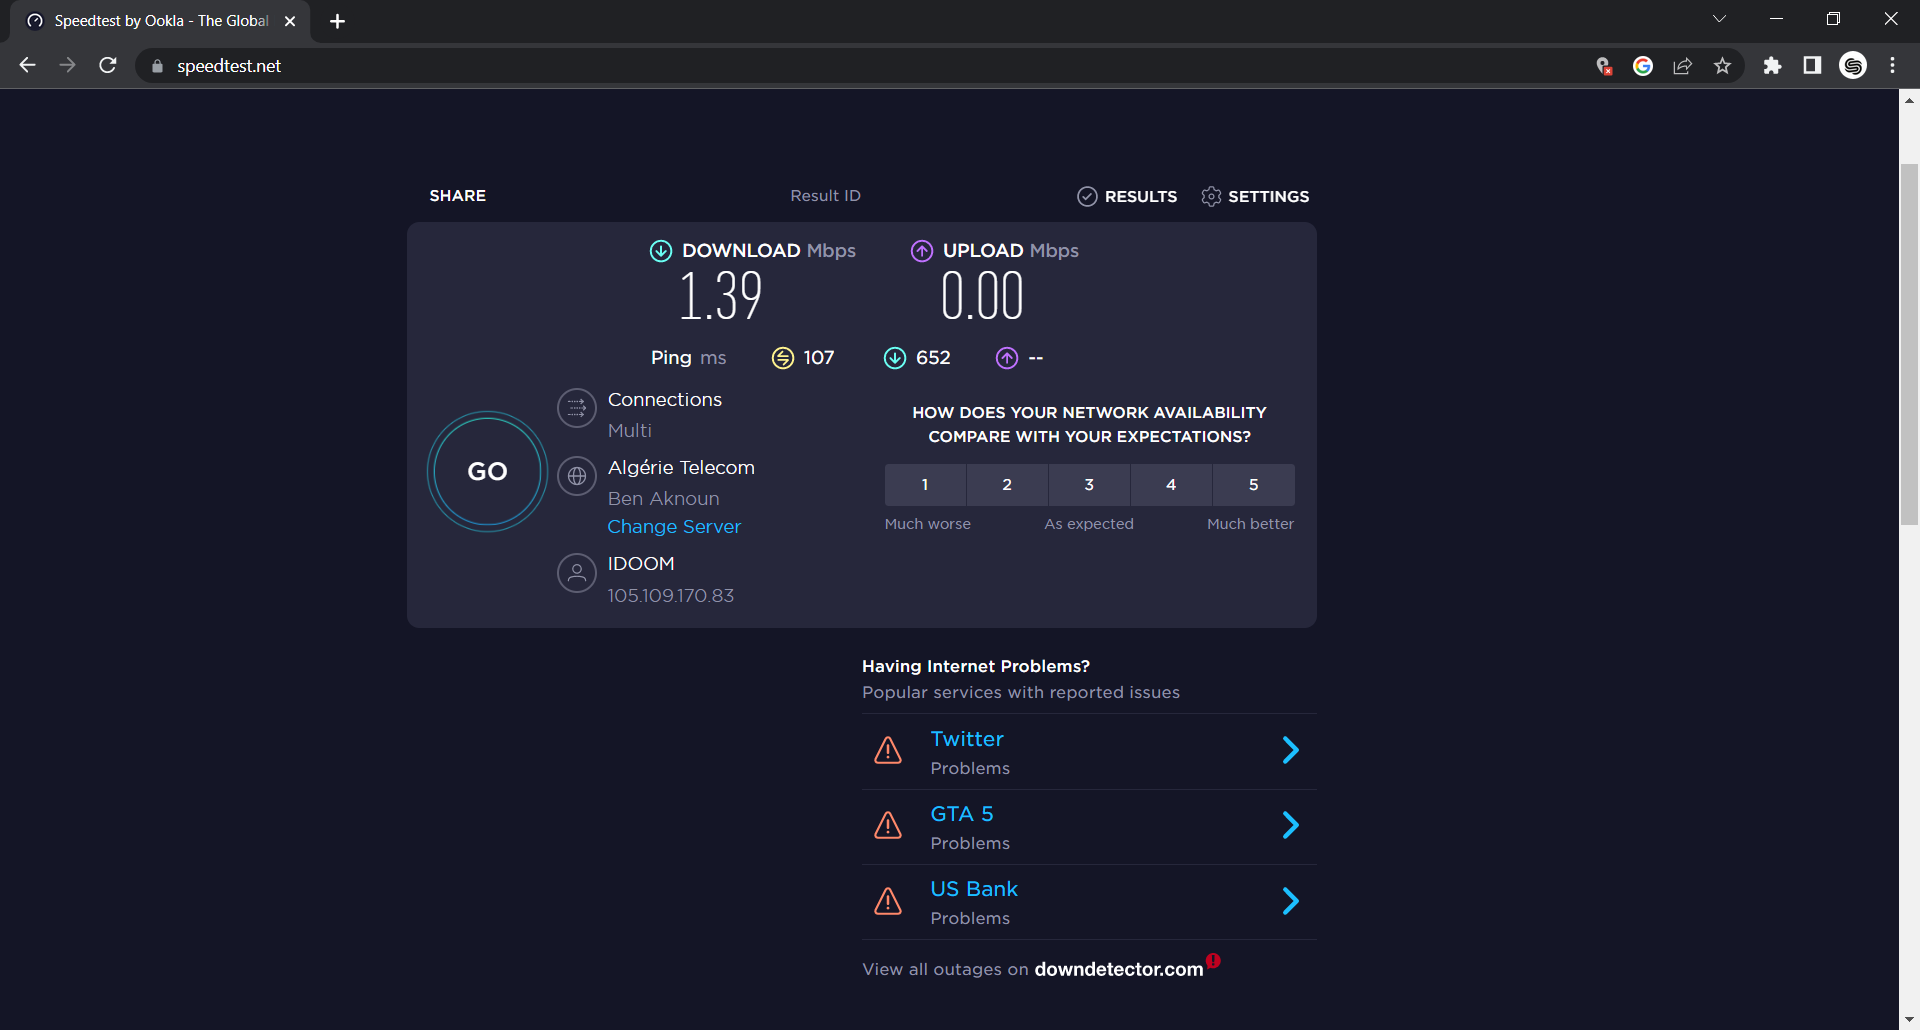 Speedtest by Ookla - The Global
speedtest.net
SHARE
Result ID
RESULTS
SETTINGS
DOWNLOAD Mbps
1.39
UPLOAD Mbps
0.00
Ping ms
107
652
--
GO
Connections
Multi
Algérie Telecom
Ben Aknoun
Change Server
IDOOM
105.109.170.83
HOW DOES YOUR NETWORK AVAILABILITY
COMPARE WITH YOUR EXPECTATIONS?
1 2 3 4 5
Much worse As expected Much better
Having Internet Problems?
Popular services with reported issues
Twitter
Problems
GTA 5
Problems
US Bank
Problems
View all outages on downdetector.com